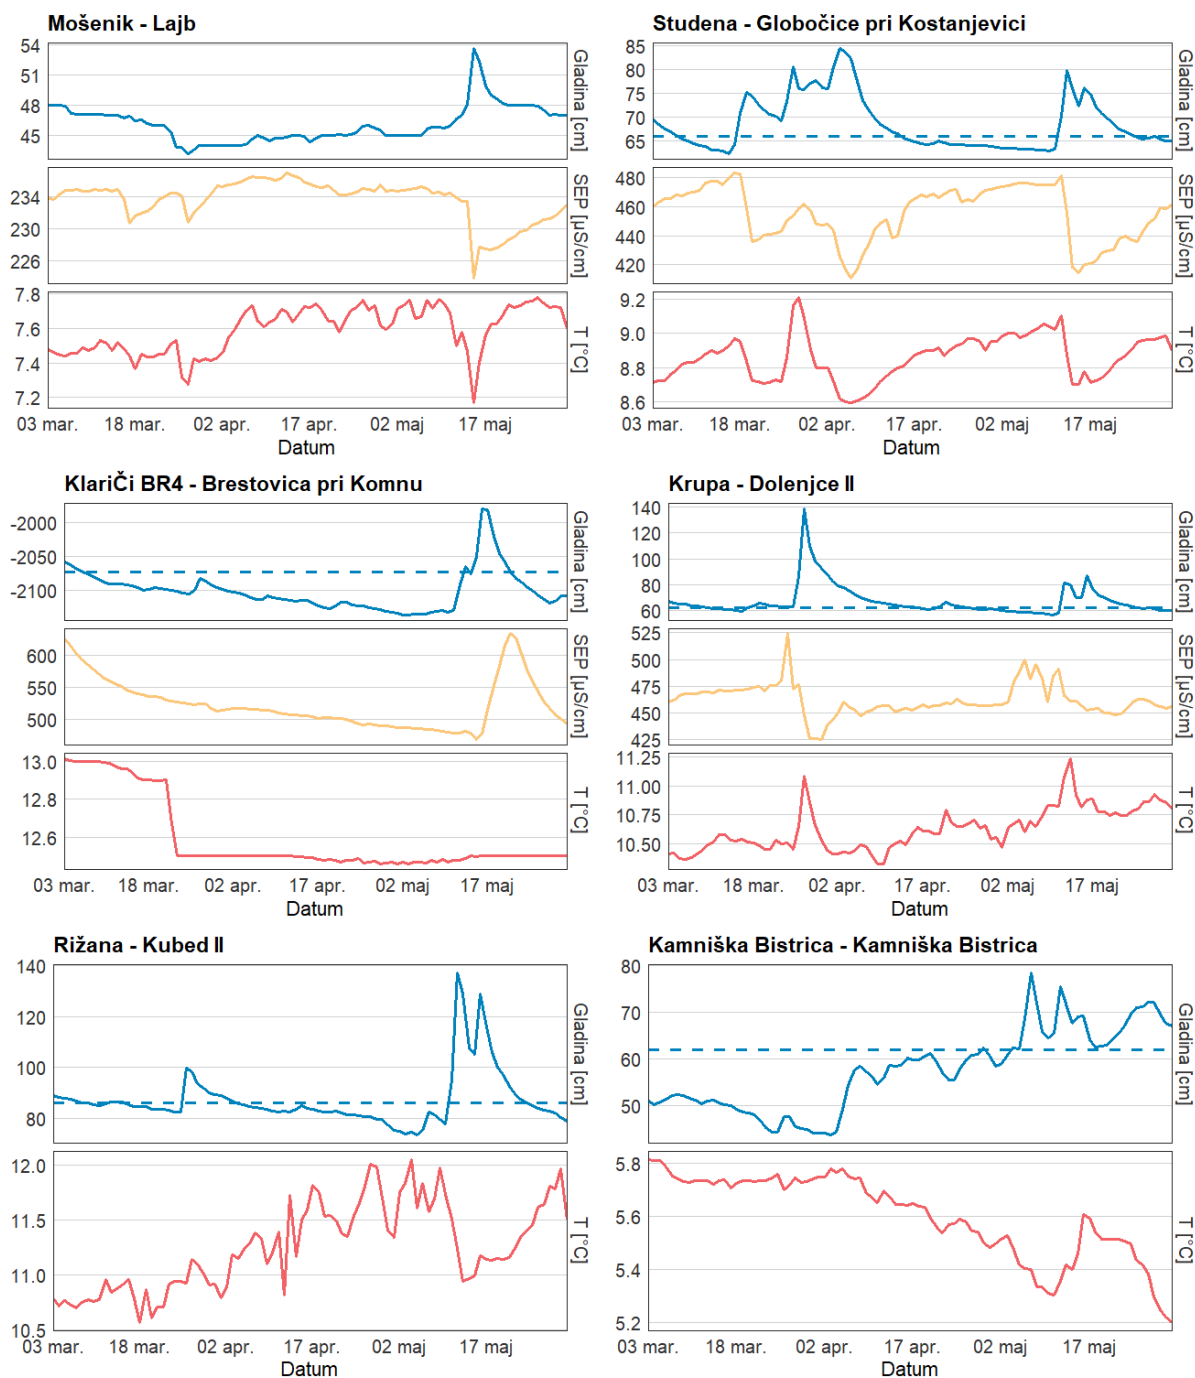 Mošenik - Lajb
54
51
48
45
Gladina [cm]
234
230
226
SEP [µS/cm]
7.8
7.6
7.4
7.2
T [°C]
03 mar. 18 mar. 02 apr. 17 apr. 02 maj 17 maj
Datum
Studena - Globočice pri Kostanjevici
85
80
75
70
65
Gladina [cm]
480
460
440
420
SEP [µS/cm]
9.2
9.0
8.8
8.6
T [°C]
03 mar. 18 mar. 02 apr. 17 apr. 02 maj 17 maj
Datum
KlariČi BR4 - Brestovica pri Komnu
-2000
-2050
-2100
Gladina [cm]
600
550
500
SEP [µS/cm]
13.0
12.8
12.6
T [°C]
03 mar. 18 mar. 02 apr. 17 apr. 02 maj 17 maj
Datum
Krupa - Dolenjce II
140
120
100
80
60
Gladina [cm]
525
500
475
450
425
SEP [µS/cm]
11.25
11.00
10.75
10.50
T [°C]
03 mar. 18 mar. 02 apr. 17 apr. 02 maj 17 maj
Datum
Rižana - Kubed II
140
120
100
80
Gladina [cm]
12.0
11.5
11.0
10.5
T [°C]
03 mar. 18 mar. 02 apr. 17 apr. 02 maj 17 maj
Datum
Kamniška Bistrica - Kamniška Bistrica
80
70
60
50
Gladina [cm]
5.8
5.6
5.4
5.2
T [°C]
03 mar. 18 mar. 02 apr. 17 apr. 02 maj 17 maj
Datum